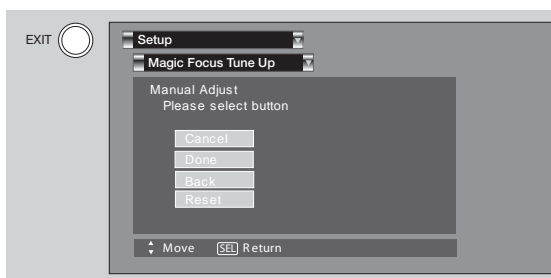 EXIT
Setup
Magic Focus Tune Up
Manual Adjust
Please select button
Cancel
Done
Back
Reset
Move SEL Return